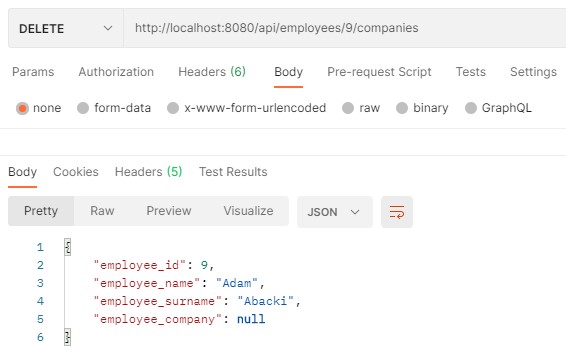 DELETE http://localhost:8080/api/employees/9/companies
Params Authorization Headers (6) Body Pre-request Script Tests Settings
none form-data x-www-form-urlencoded raw binary GraphQL
Body Cookies Headers (5) Test Results
Pretty Raw Preview Visualize JSON
1 {
2 "employee_id": 9,
3 "employee_name": "Adam",
4 "employee_surname": "Abacki",
5 "employee_company": null
6 }